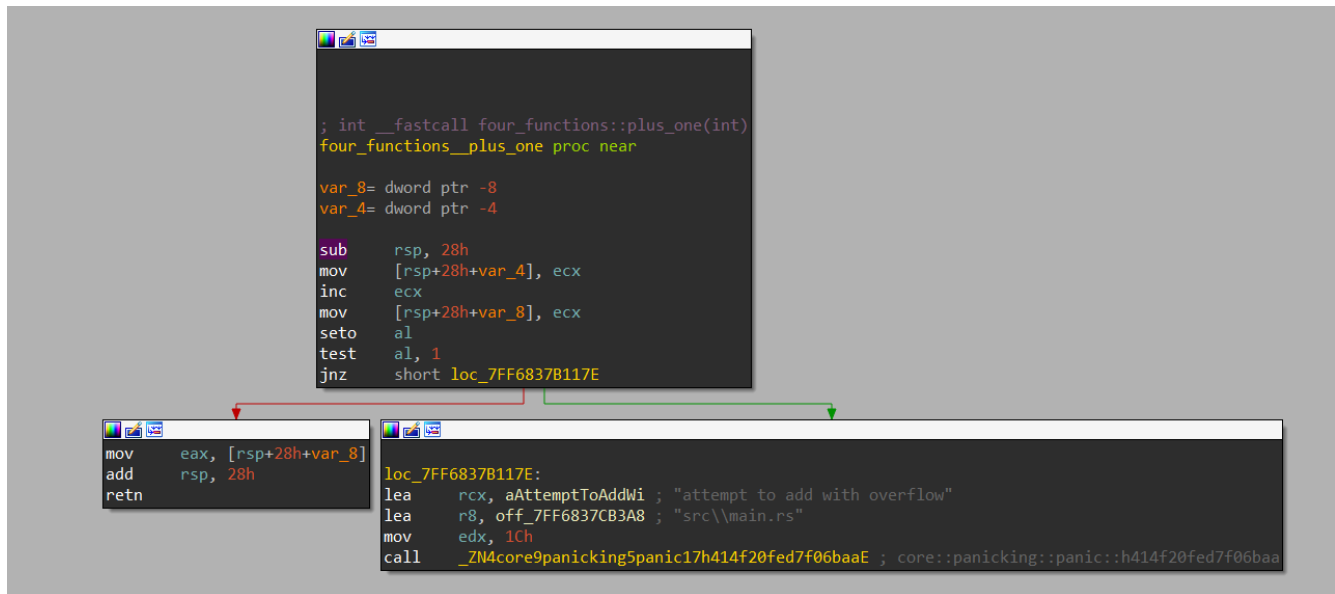 ; int __fastcall four_functions::plus_one(int)
four_functions__plus_one proc near
var_8= dword ptr -8
var_4= dword ptr -4
sub rsp, 28h
mov [rsp+28h+var_4], ecx
inc ecx
mov [rsp+28h+var_8], ecx
seto al
test al, 1
jnz short loc_7FF6837B117E
mov eax, [rsp+28h+var_8]
add rsp, 28h
retn
loc_7FF6837B117E:
lea rcx, aAttemptToAddWi ; "attempt to add with overflow"
lea r8, off_7FF6837CB3A8 ; "src\\main.rs"
mov edx, 1Ch
call _ZN4core9panicking5panic17h414f20fed7f06baaE ; core::panicking::panic::h414f20fed7f06baa